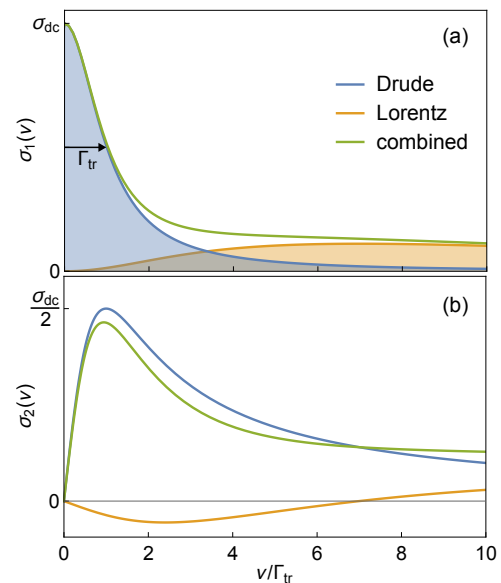 σdc
(a)
Drude
Lorentz
combined
Γtr
σ1(ν)
0
σdc
2
(b)
σ2(ν)
0
0 2 4 6 8 10
ν/Γtr